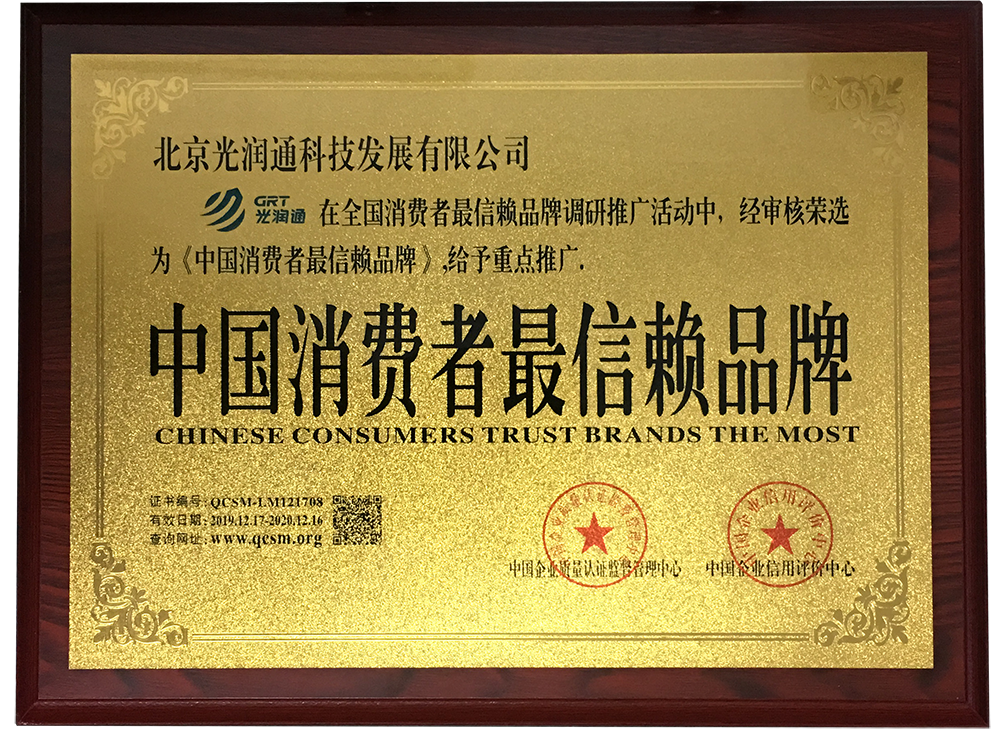 北京光润通科技发展有限公司
GRT
光润通
在全国消费者最信赖品牌调研推广活动中，经审核荣选
为《中国消费者最信赖品牌》,给予重点推广.
中国消费者最信赖品牌
CHINESE CONSUMERS TRUST BRANDS THE MOST
证书编号: QCSM-LM121708
有效日期: 2019.12.17-2020.12.16
查询网址: www.qcsm.org
中国企业质量认证监督管理中心
中国企业信用评价中心